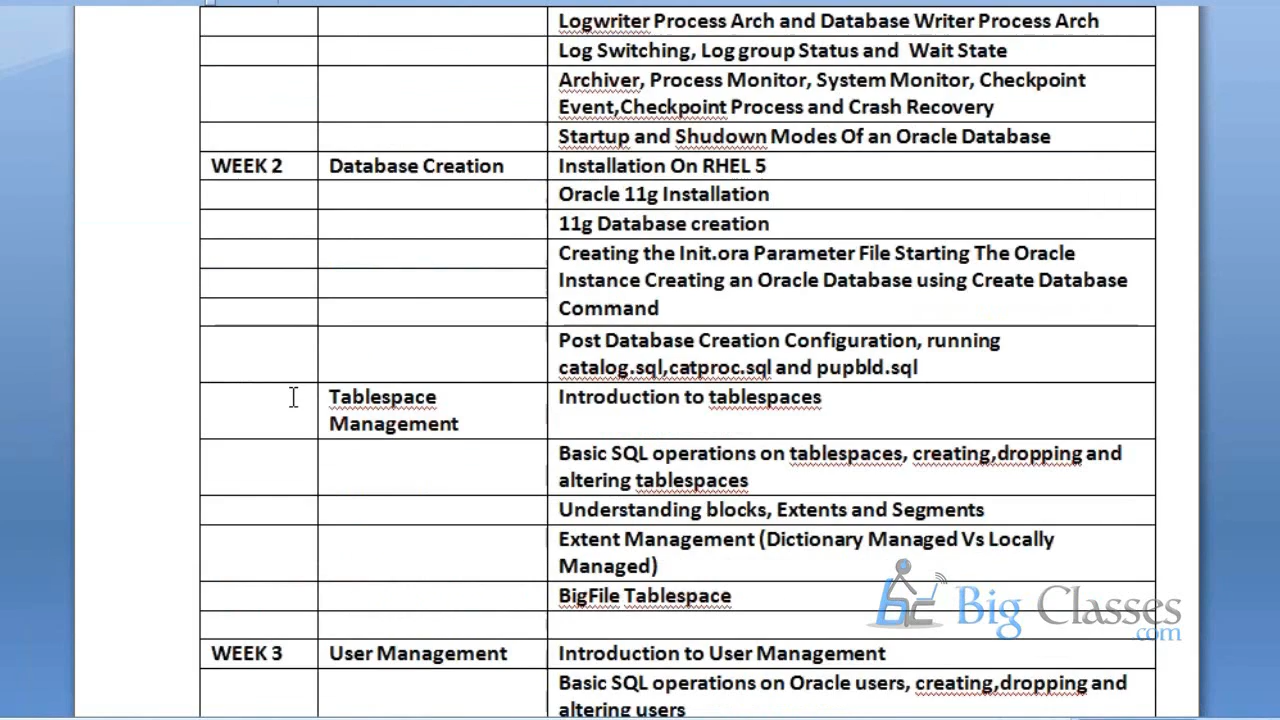 Logwriter Process Arch and Database Writer Process Arch
Log Switching, Log group Status and  Wait State
Archiver, Process Monitor, System Monitor, Checkpoint
Event,Checkpoint Process and Crash Recovery
Startup and Shudown Modes Of an Oracle Database
WEEK 2 Database Creation Installation On RHEL 5
Oracle 11g Installation
11g Database creation
Creating the Init.ora Parameter File Starting The Oracle
Instance Creating an Oracle Database using Create Database
Command
Post Database Creation Configuration, running
catalog.sql,catproc.sql and pupbld.sql
Tablespace Introduction to tablespaces
Management
Basic SQL operations on tablespaces, creating,dropping and
altering tablespaces
Understanding blocks, Extents and Segments
Extent Management (Dictionary Managed Vs Locally
Managed)
BigFile Tablespace
bc Big Classes
.com
WEEK 3 User Management Introduction to User Management
Basic SQL operations on Oracle users, creating,dropping and
altering users